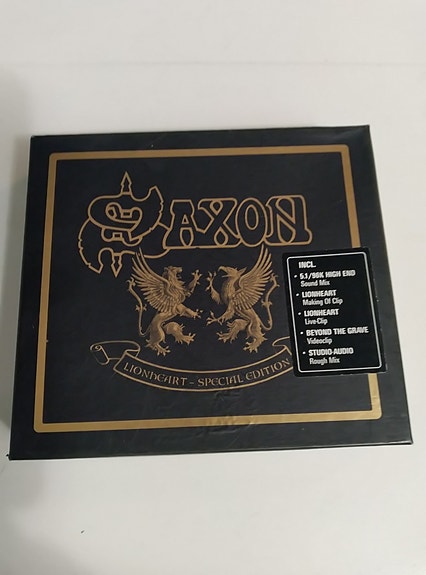 SAXON
LIONHEART - SPECIAL EDITION
INCL.
• 5.1/96K HIGH END
Sound Mix
• LIONHEART
Making Of Clip
• LIONHEART
Live-Clip
• BEYOND THE GRAVE
Videoclip
• STUDIO-AUDIO
Rough Mix